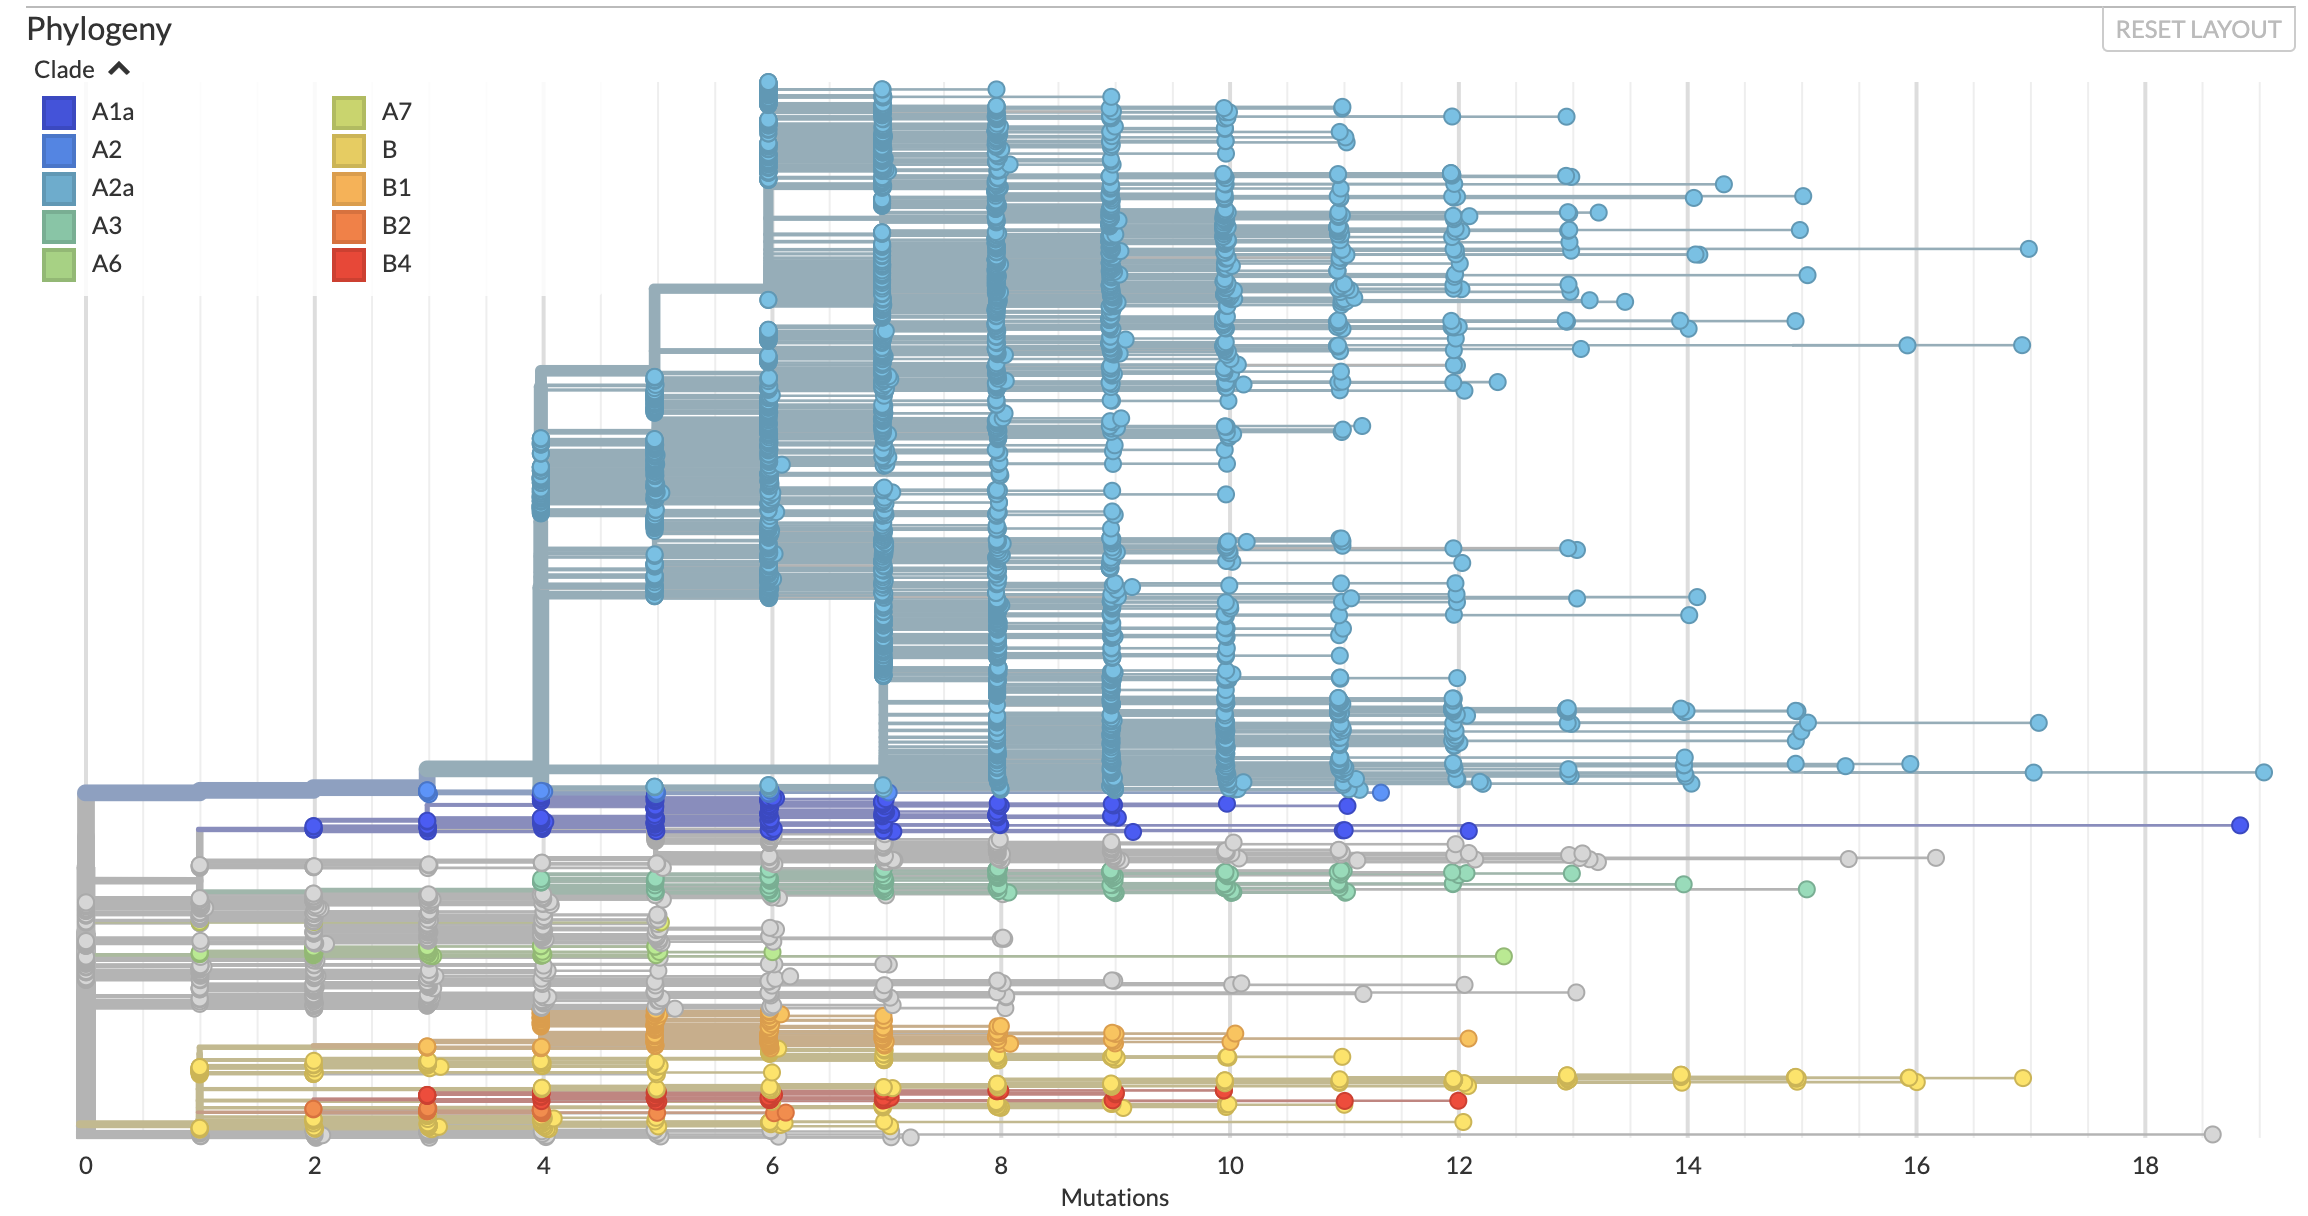 Phylogeny
RESET LAYOUT
Clade
A1a
A2
A2a
A3
A6
A7
B
B1
B2
B4
0 2 4 6 8 10 12 14 16 18
Mutations